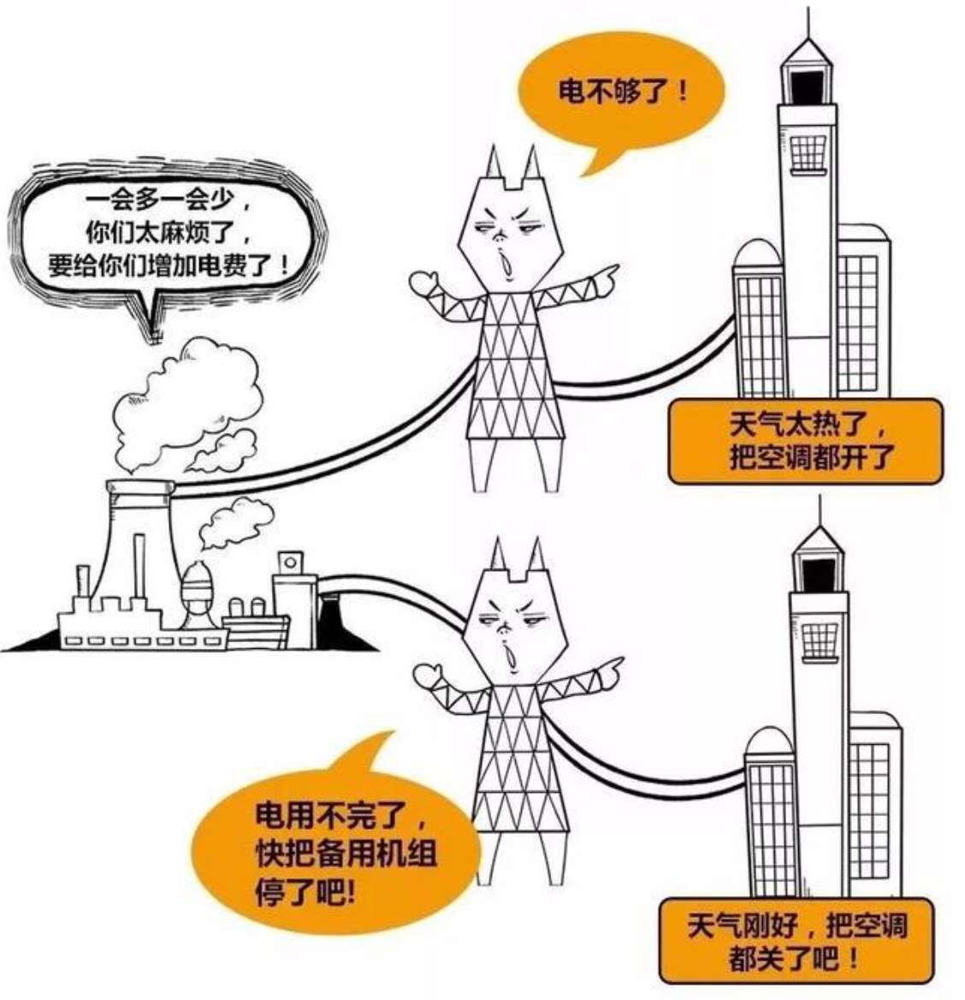 电不够了！
一会多一会少，
你们太麻烦了，
要给你们增加电费了！
天气太热了，
把空调都开了
电用不完了，
快把备用机组
停了吧!
天气刚好，把空调
都关了吧！